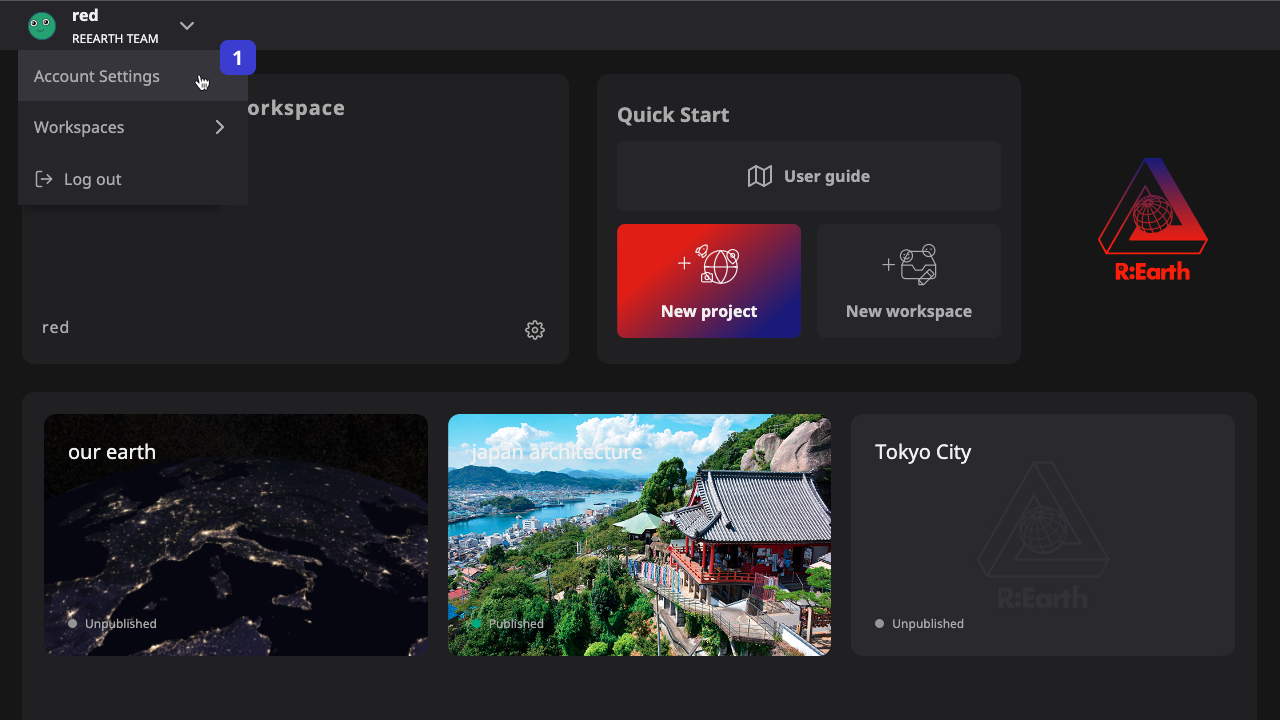 red
REEARTH TEAM
1
Account Settings
Workspaces
Log out
orkspace
red
Quick Start
User guide
New project
New workspace
R:Earth
our earth
Unpublished
japan architecture
Published
Tokyo City
R:Earth
Unpublished